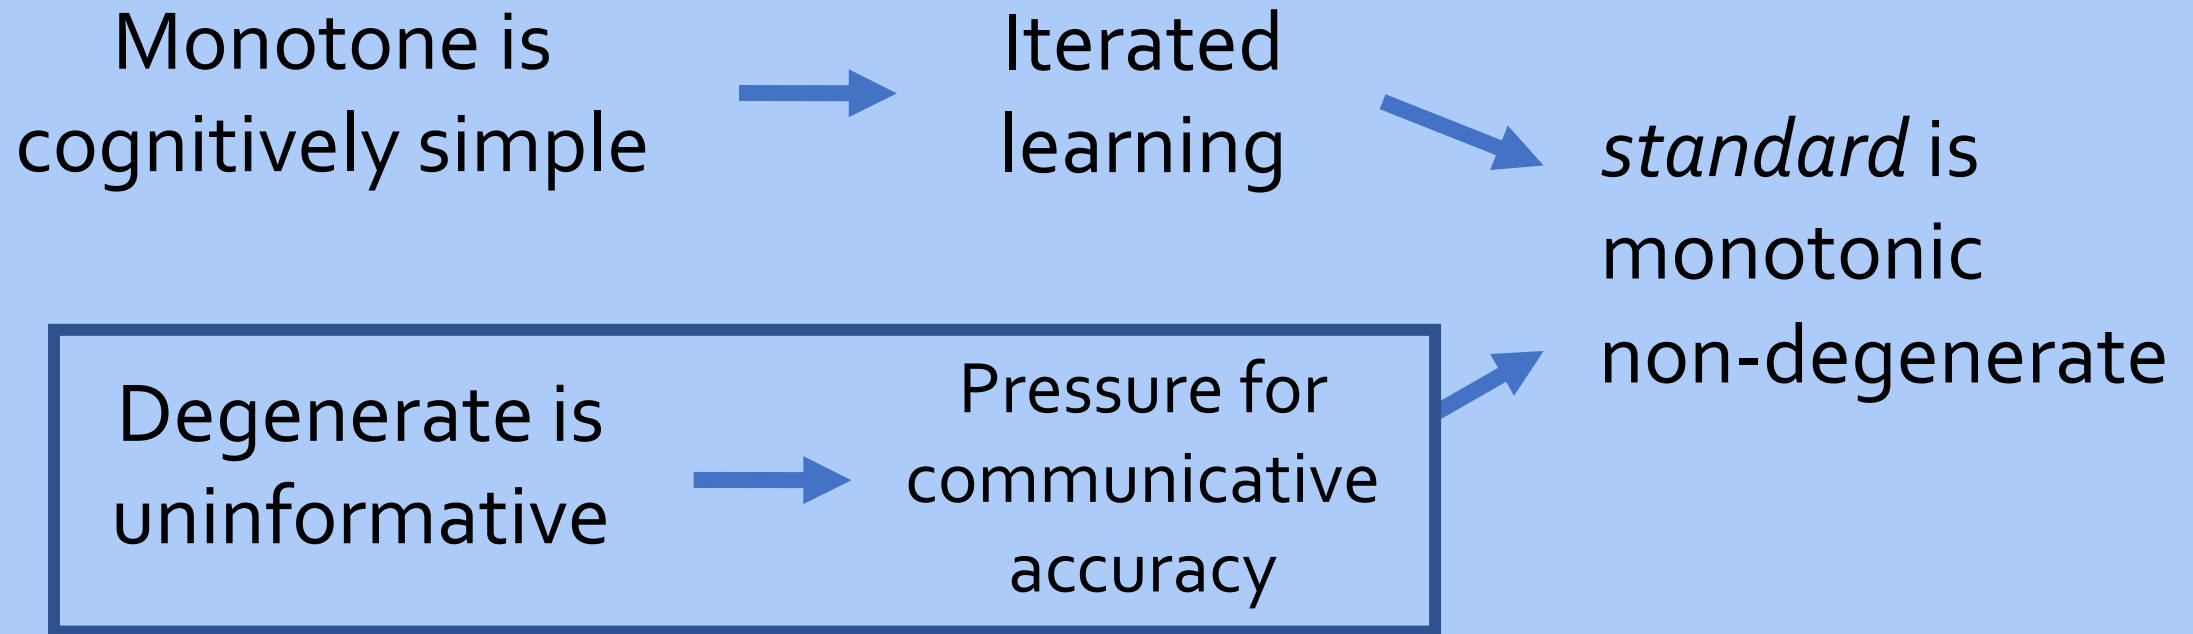 Monotone is
cognitively simple
Iterated
learning
standard is
monotonic
non-degenerate
Degenerate is
uninformative
Pressure for
communicative
accuracy